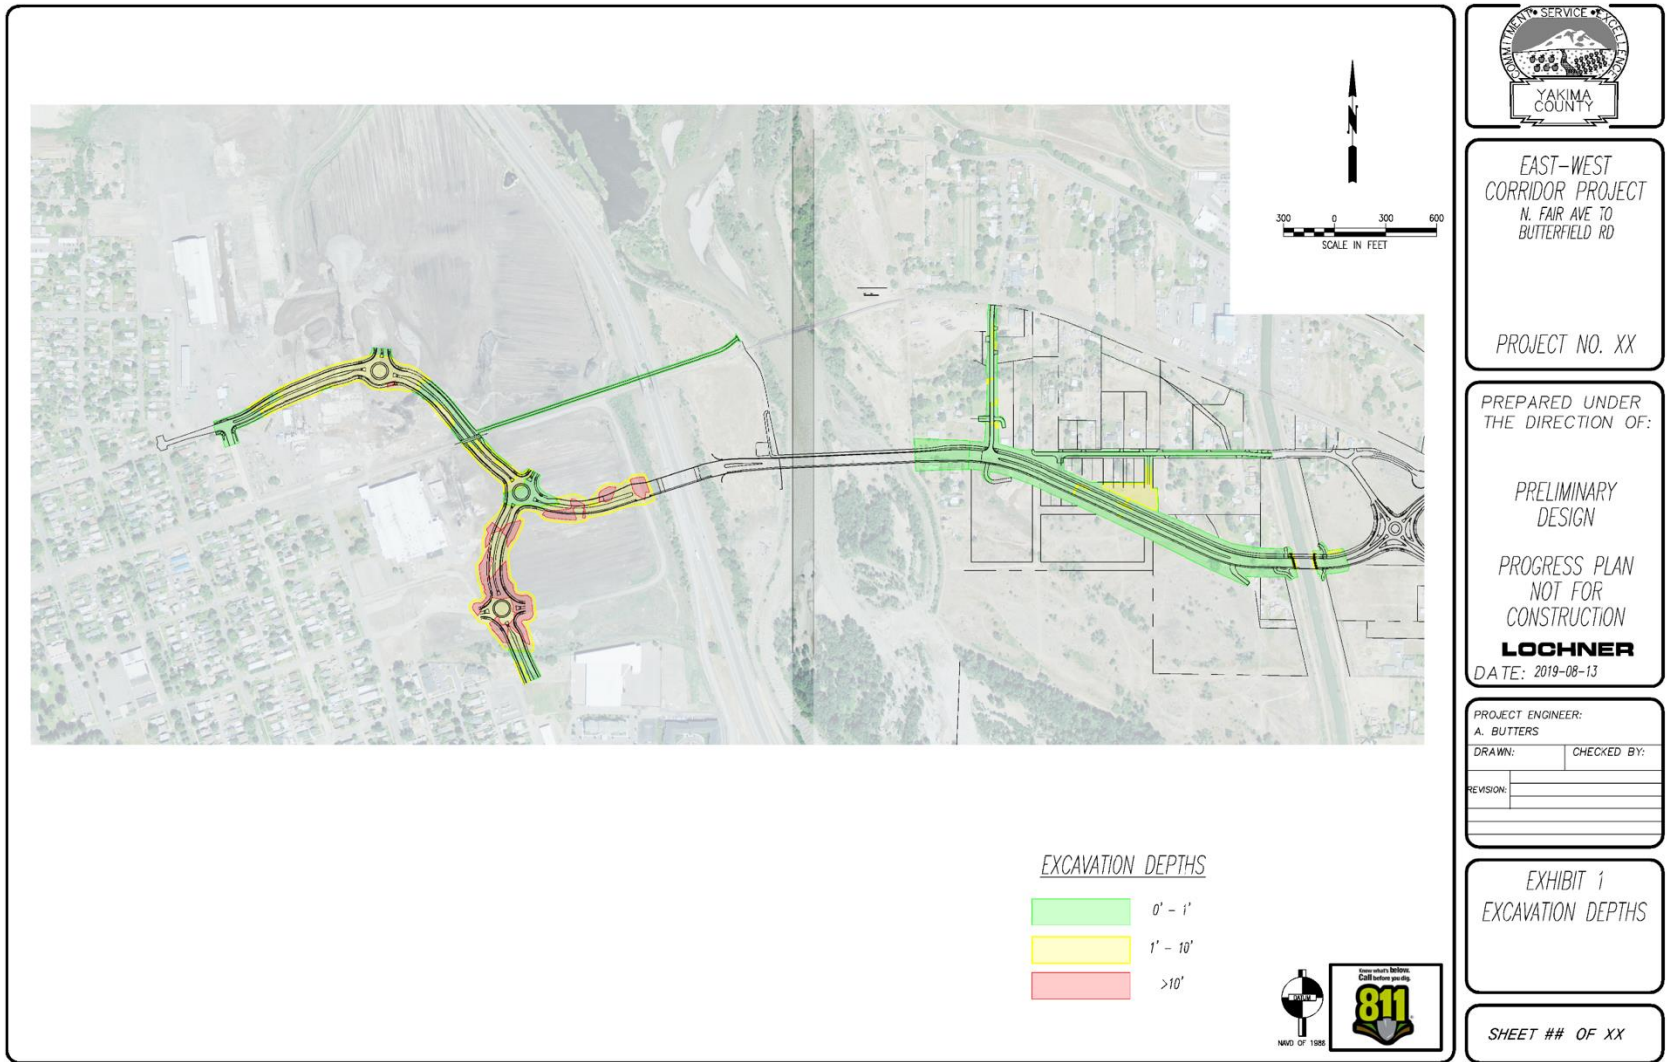 COMMITMENT • SERVICE • EXCELLENCE
YAKIMA
COUNTY
N
300 0 300 600
SCALE IN FEET
EAST-WEST
CORRIDOR PROJECT
N. FAIR AVE TO
BUTTERFIELD RD
PROJECT NO. XX
PREPARED UNDER
THE DIRECTION OF:
PRELIMINARY
DESIGN
PROGRESS PLAN
NOT FOR
CONSTRUCTION
LOCHNER
DATE: 2019-08-13
PROJECT ENGINEER:
A. BUTTERS
DRAWN: CHECKED BY:
REVISION:
EXCAVATION DEPTHS
0' - 1'
1' - 10'
>10'
DATUM
NAVD OF 1988
Know what's below.
Call before you dig.
811
EXHIBIT 1
EXCAVATION DEPTHS
SHEET ## OF XX